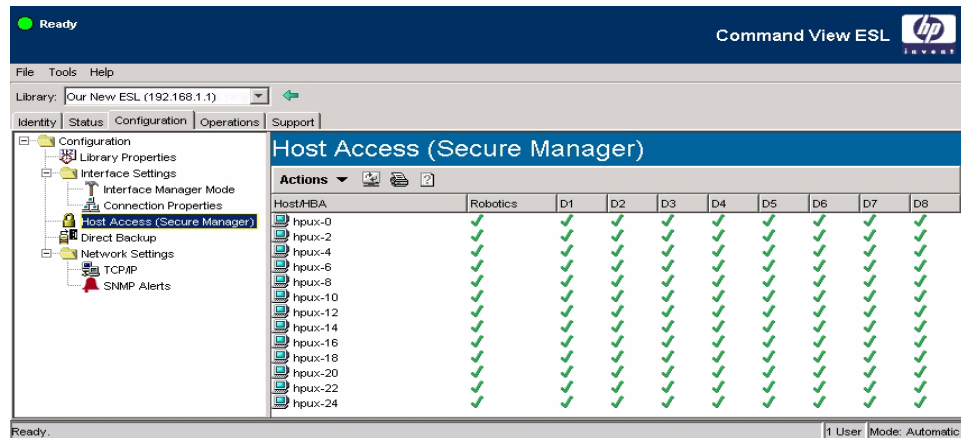 Ready
Command View ESL
hp
invent
File Tools Help
Library: Our New ESL (192.168.1.1)
Identity Status Configuration Operations Support
Configuration
Library Properties
Interface Settings
Interface Manager Mode
Connection Properties
Host Access (Secure Manager)
Direct Backup
Network Settings
TCP/IP
SNMP Alerts
Host Access (Secure Manager)
Actions
Host/HBA Robotics D1 D2 D3 D4 D5 D6 D7 D8
hpux-0
hpux-2
hpux-4
hpux-6
hpux-8
hpux-10
hpux-12
hpux-14
hpux-16
hpux-18
hpux-20
hpux-22
hpux-24
Ready. 1 User Mode: Automatic